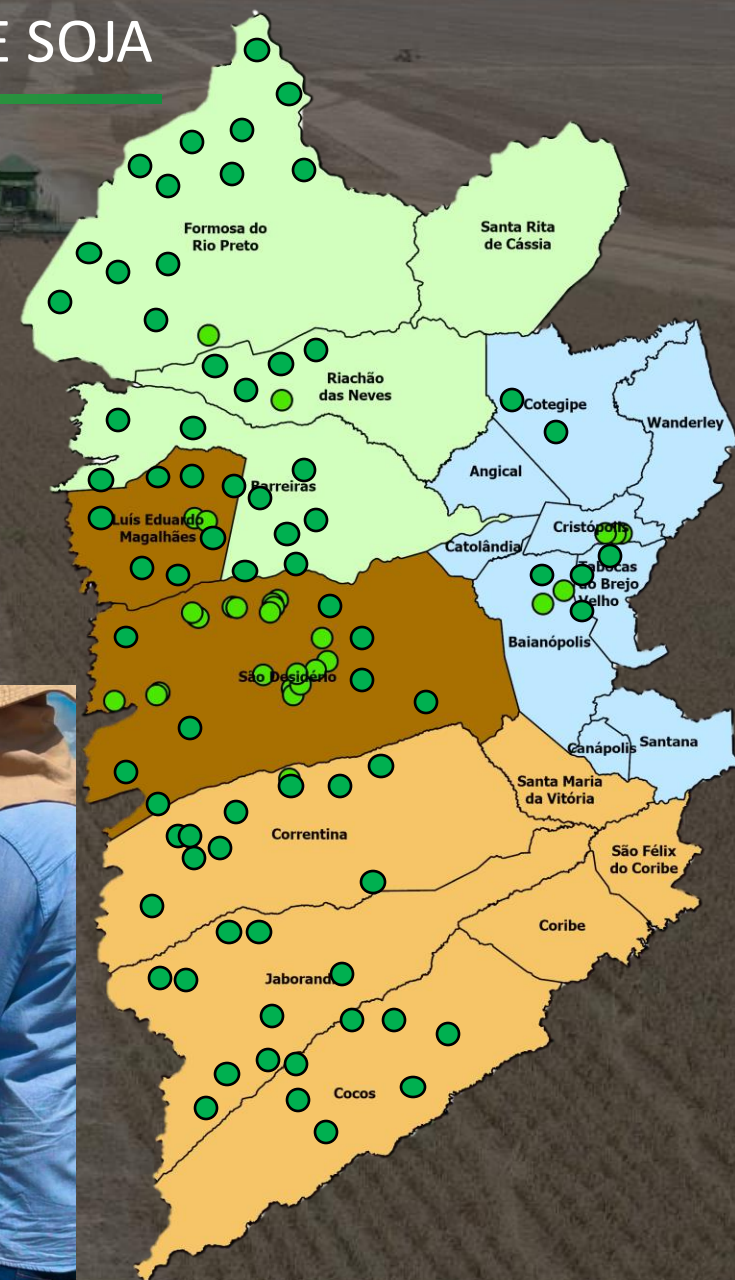 E SOJA
Formosa do
Rio Preto
Santa Rita
de Cássia
Riachão
das Neves
Cotegipe
Wanderley
Angical
Barreiras
Luís Eduardo
Magalhães
Cristópolis
Catolândia
Tabocas
do Brejo
Velho
Baianópolis
São Desidério
Canápolis
Santana
Santa Maria
da Vitória
Correntina
São Félix
do Coribe
Coribe
Jaborandi
Cocos